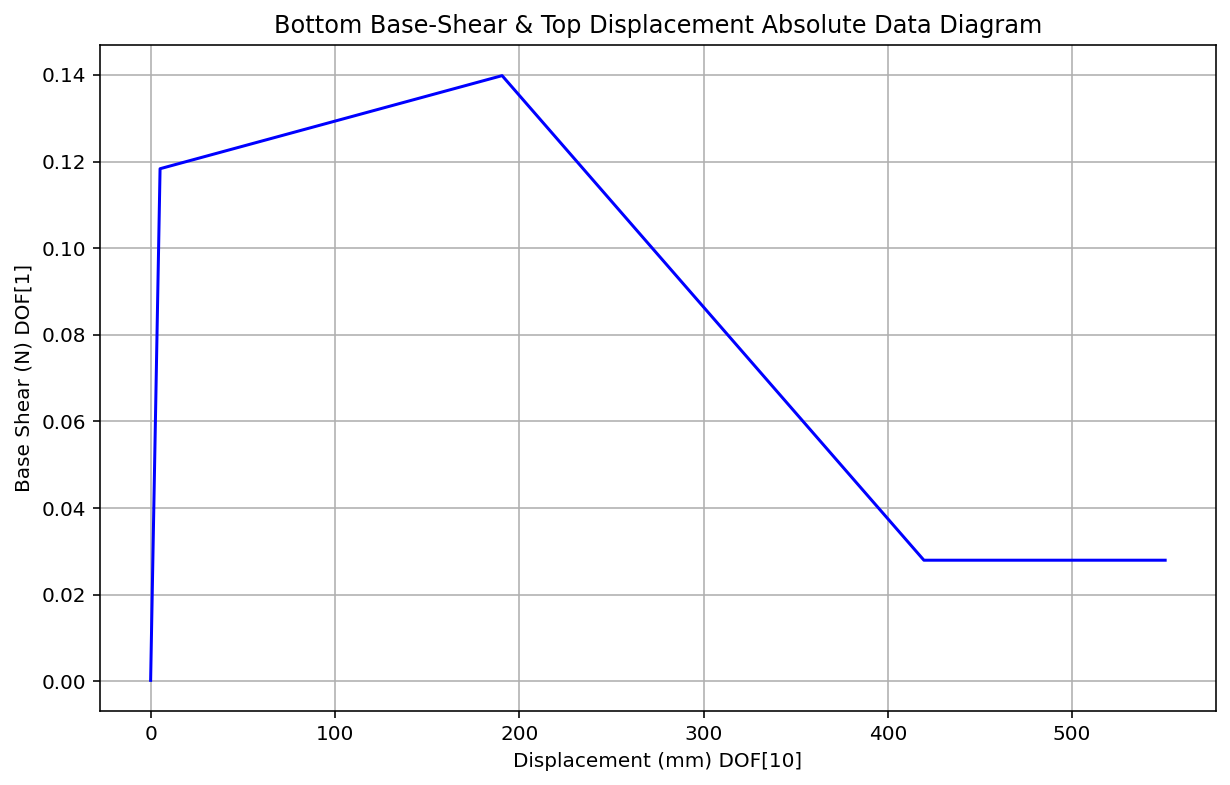 Bottom Base-Shear & Top Displacement Absolute Data Diagram
Base Shear (N) DOF[1]
0.14
0.12
0.10
0.08
0.06
0.04
0.02
0.00
0 100 200 300 400 500
Displacement (mm) DOF[10]